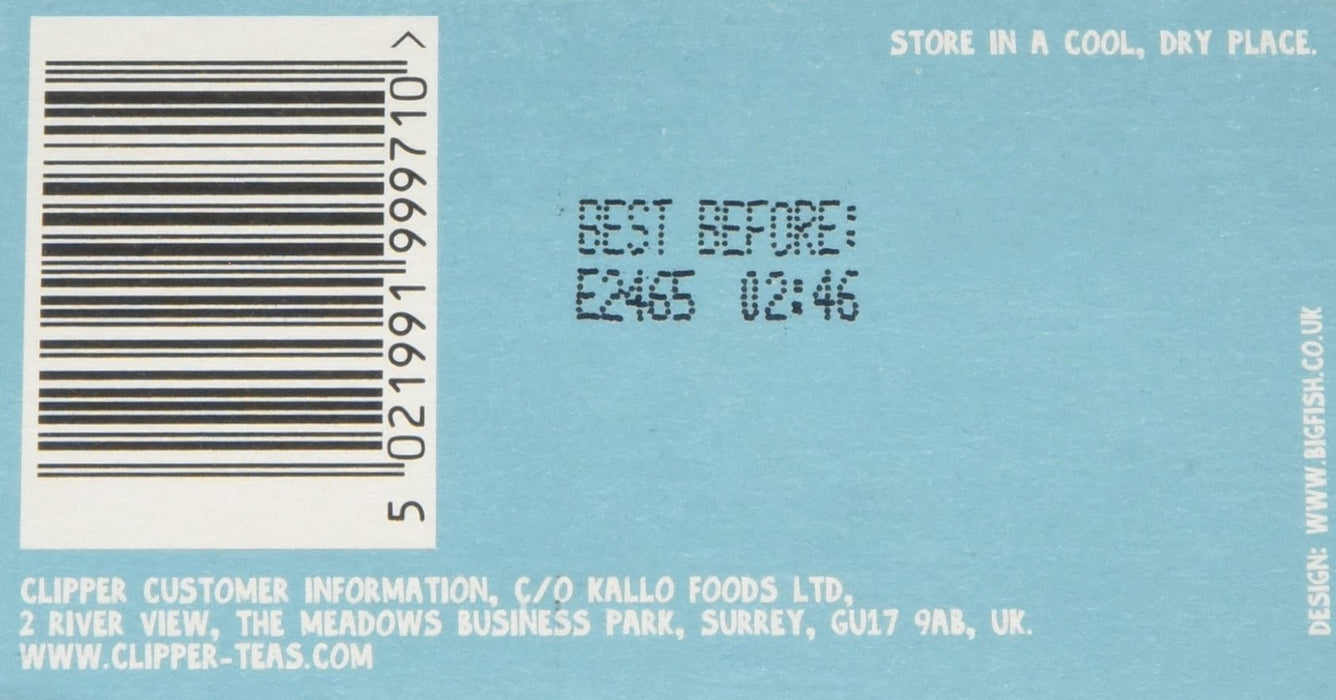 STORE IN A COOL, DRY PLACE.
5 021991 999710 >
BEST BEFORE:
E2465 02:46
DESIGN: WWW.BIGFISH.CO.UK
CLIPPER CUSTOMER INFORMATION, C/O KALLO FOODS LTD,
2 RIVER VIEW, THE MEADOWS BUSINESS PARK, SURREY, GU17 9AB, UK.
WWW.CLIPPER-TEAS.COM